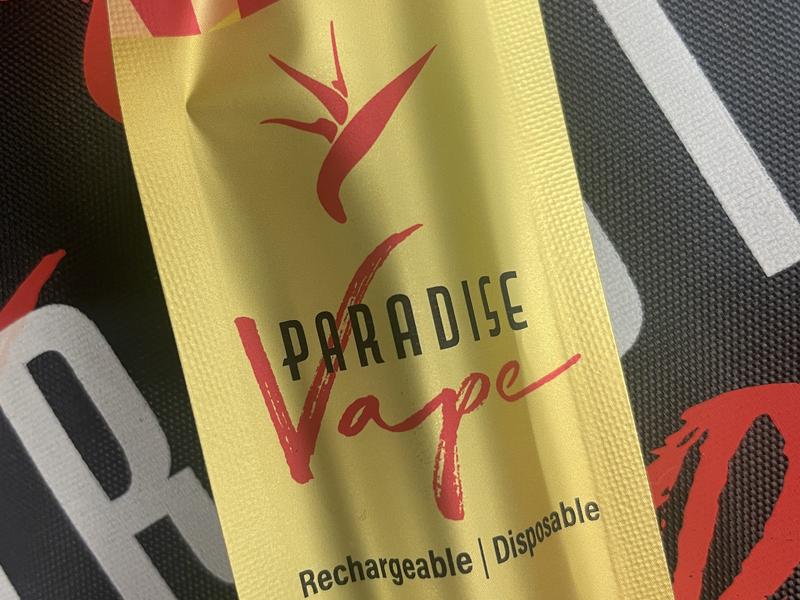 PARADISE
Vape
Rechargeable | Disposable